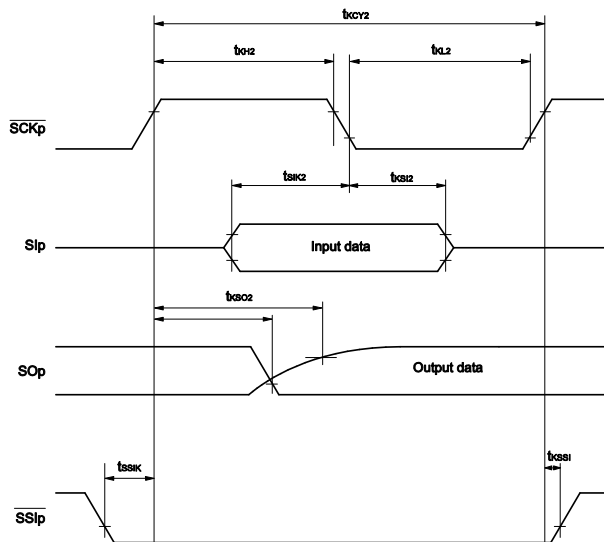 tKCY2
tKH2
tKL2
SCKp
tSIK2
tKSI2
SIp
Input data
tKSO2
SOp
Output data
tSSIK
tKSSI
SSIp